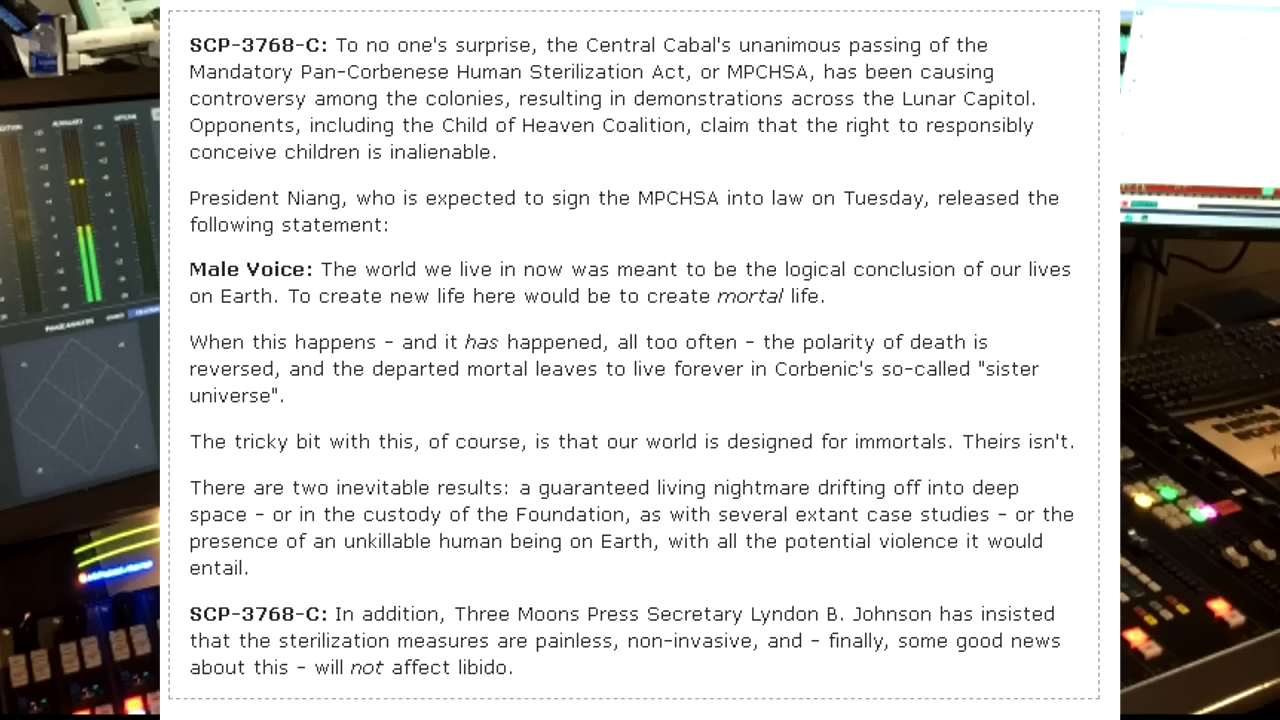 SCP-3768-C: To no one's surprise, the Central Cabal's unanimous passing of the
Mandatory Pan-Corbenese Human Sterilization Act, or MPCHSA, has been causing
controversy among the colonies, resulting in demonstrations across the Lunar Capitol.
Opponents, including the Child of Heaven Coalition, claim that the right to responsibly
conceive children is inalienable.
President Niang, who is expected to sign the MPCHSA into law on Tuesday, released the
following statement:
Male Voice: The world we live in now was meant to be the logical conclusion of our lives
on Earth. To create new life here would be to create mortal life.
When this happens – and it has happened, all too often – the polarity of death is
reversed, and the departed mortal leaves to live forever in Corbenic's so-called "sister
universe".
The tricky bit with this, of course, is that our world is designed for immortals. Theirs isn't.
There are two inevitable results: a guaranteed living nightmare drifting off into deep
space – or in the custody of the Foundation, as with several extant case studies – or the
presence of an unkillable human being on Earth, with all the potential violence it would
entail.
SCP-3768-C: In addition, Three Moons Press Secretary Lyndon B. Johnson has insisted
that the sterilization measures are painless, non-invasive, and – finally, some good news
about this – will not affect libido.